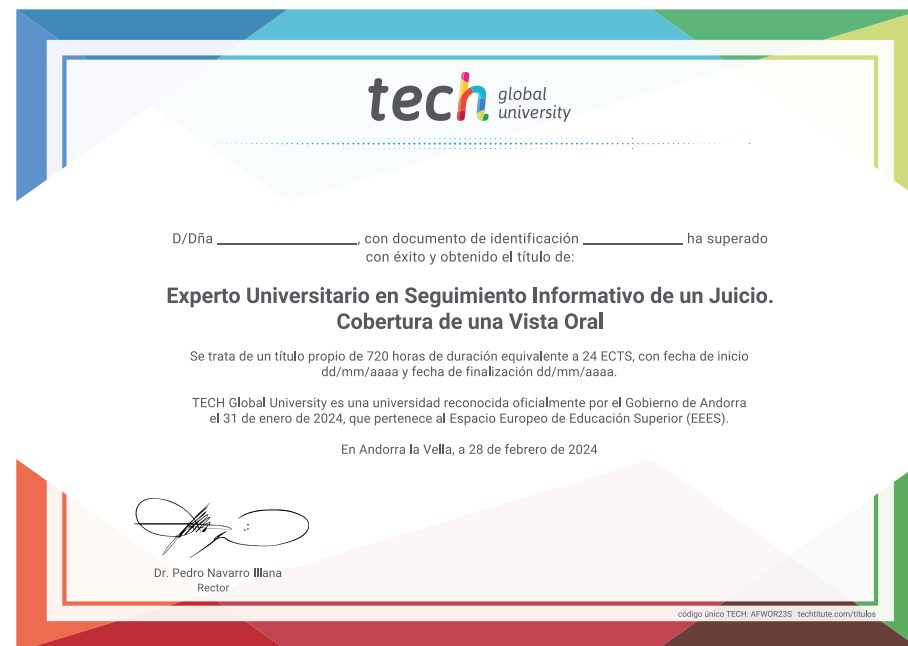 tech global university
D/Dña ____________________, con documento de identificación ______________ ha superado
con éxito y obtenido el título de:
Experto Universitario en Seguimiento Informativo de un Juicio.
Cobertura de una Vista Oral
Se trata de un título propio de 720 horas de duración equivalente a 24 ECTS, con fecha de inicio
dd/mm/aaaa y fecha de finalización dd/mm/aaaa.
TECH Global University es una universidad reconocida oficialmente por el Gobierno de Andorra
el 31 de enero de 2024, que pertenece al Espacio Europeo de Educación Superior (EEES).
En Andorra la Vella, a 28 de febrero de 2024
Dr. Pedro Navarro Illana
Rector
código único TECH: AFWOR23S techtitute.com/titulos